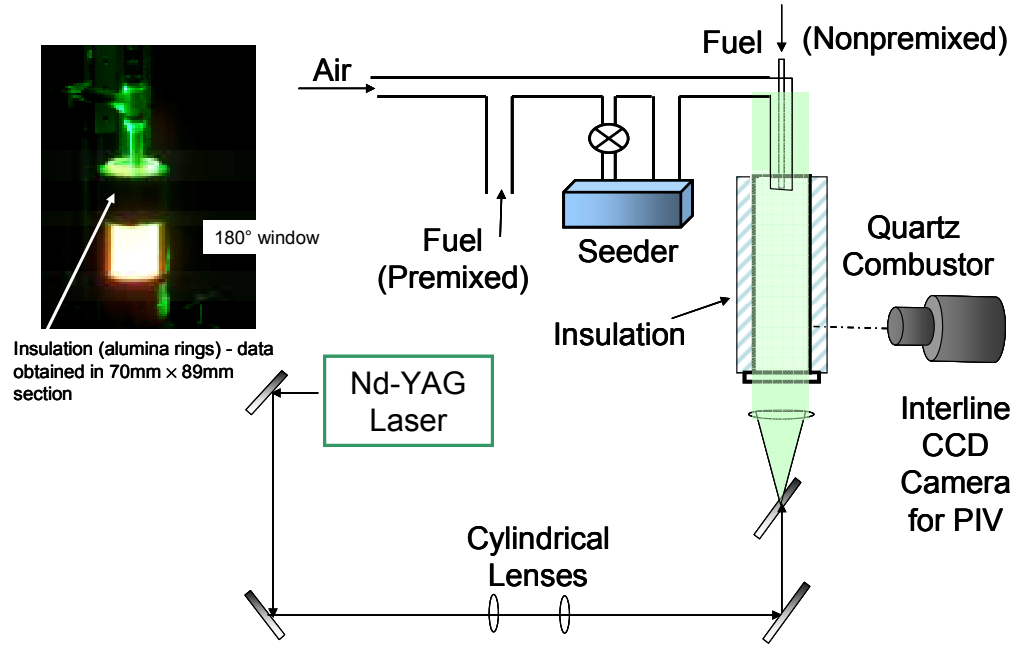 Fuel (Nonpremixed)
Air
180° window
Fuel
(Premixed)
Seeder
Quartz
Combustor
Insulation
Insulation (alumina rings) - data
obtained in 70mm × 89mm
section
Nd-YAG
Laser
Interline
CCD
Camera
for PIV
Cylindrical
Lenses